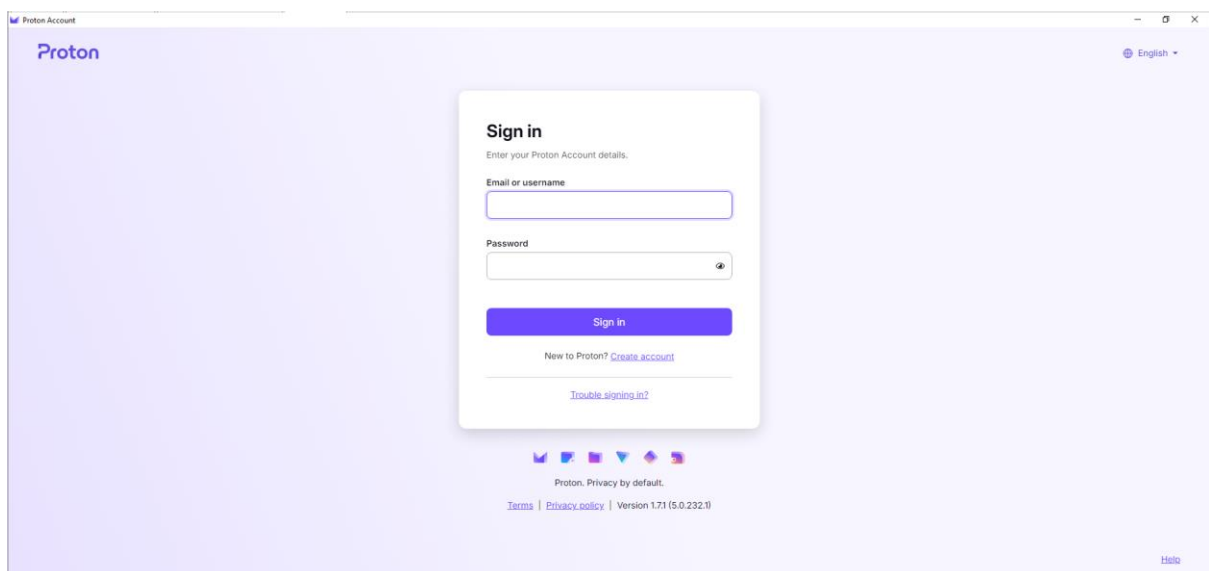 Proton Account
Proton
English
Sign in
Enter your Proton Account details.
Email or username
Password
Sign in
New to Proton? Create account
Trouble signing in?
Proton. Privacy by default.
Terms | Privacy policy | Version 1.7.1 (5.0.232.1)
Help